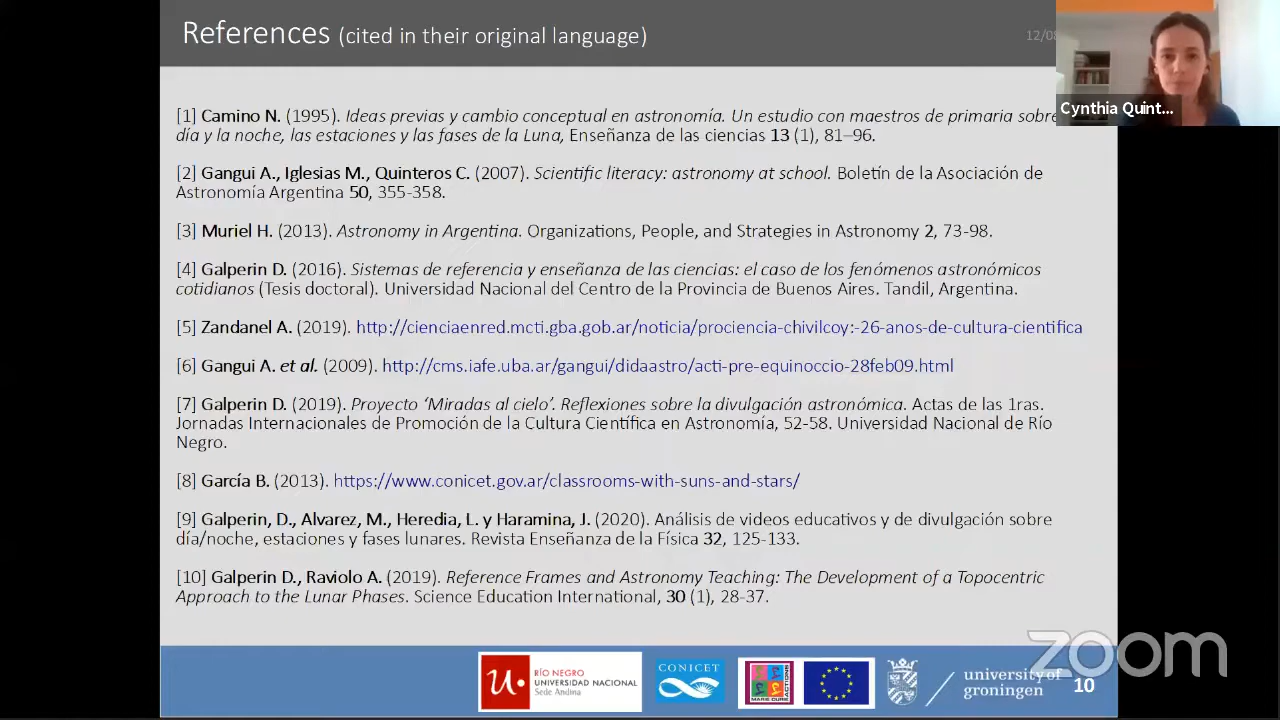 References (cited in their original language)
12/08
Cynthia Quint...
[1] Camino N. (1995). Ideas previas y cambio conceptual en astronomía. Un estudio con maestros de primaria sobre
día y la noche, las estaciones y las fases de la Luna, Enseñanza de las ciencias 13 (1), 81–96.
[2] Gangui A., Iglesias M., Quinteros C. (2007). Scientific literacy: astronomy at school. Boletín de la Asociación de
Astronomía Argentina 50, 355-358.
[3] Muriel H. (2013). Astronomy in Argentina. Organizations, People, and Strategies in Astronomy 2, 73-98.
[4] Galperin D. (2016). Sistemas de referencia y enseñanza de las ciencias: el caso de los fenómenos astronómicos
cotidianos (Tesis doctoral). Universidad Nacional del Centro de la Provincia de Buenos Aires. Tandil, Argentina.
[5] Zandanel A. (2019). http://cienciaenred.mcti.gba.gob.ar/noticia/prociencia-chivilcoy:-26-anos-de-cultura-cientifica
[6] Gangui A. et al. (2009). http://cms.iafe.uba.ar/gangui/didaastro/acti-pre-equinoccio-28feb09.html
[7] Galperin D. (2019). Proyecto ‘Miradas al cielo’. Reflexiones sobre la divulgación astronómica. Actas de las 1ras.
Jornadas Internacionales de Promoción de la Cultura Científica en Astronomía, 52-58. Universidad Nacional de Río
Negro.
[8] García B. (2013). https://www.conicet.gov.ar/classrooms-with-suns-and-stars/
[9] Galperin, D., Alvarez, M., Heredia, L. y Haramina, J. (2020). Análisis de videos educativos y de divulgación sobre
día/noche, estaciones y fases lunares. Revista Enseñanza de la Física 32, 125-133.
[10] Galperin D., Raviolo A. (2019). Reference Frames and Astronomy Teaching: The Development of a Topocentric
Approach to the Lunar Phases. Science Education International, 30 (1), 28-37.
RÍO NEGRO
UNIVERSIDAD NACIONAL
Sede Andina
CONICET
MARIE CURIE ACTIONS
university of
groningen
10
zoom